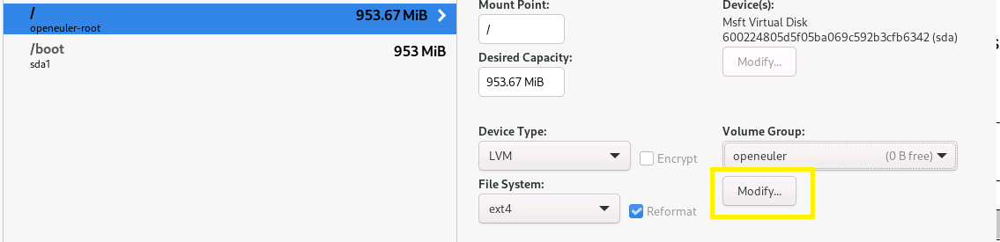 /
953.67 MiB
openeuler-root
/boot
953 MiB
sda1
Mount Point:
/
Desired Capacity:
953.67 MiB
Device(s):
Msft Virtual Disk
600224805d5f05ba069c592b3cfb6342 (sda)
Modify...
Device Type:
LVM
Encrypt
Volume Group:
openeuler (0 B free)
Modify...
File System:
ext4
Reformat